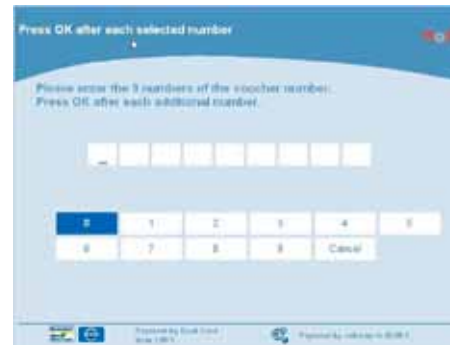 Press OK after each selected number
Please enter the 9 numbers of the voucher number.
Press OK after each additional number.
0 1 2 3 4 5
6 7 8 9 Cancel